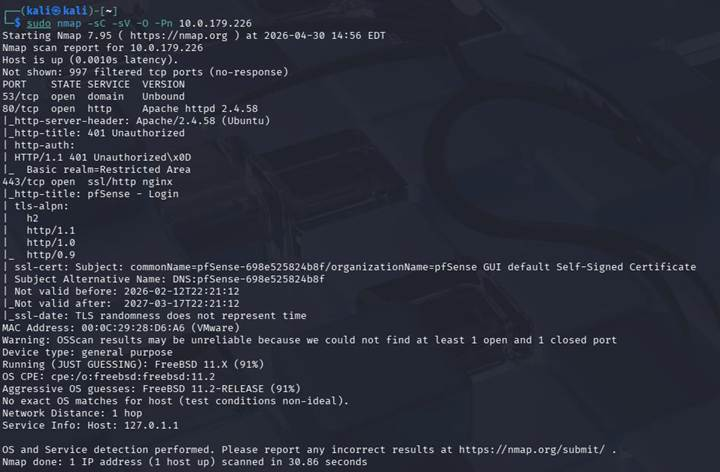 ┌──(kali㉿kali)-[~]
└─$ sudo nmap -sC -sV -O -Pn 10.0.179.226
Starting Nmap 7.95 ( https://nmap.org ) at 2026-04-30 14:56 EDT
Nmap scan report for 10.0.179.226
Host is up (0.0010s latency).
Not shown: 997 filtered tcp ports (no-response)
PORT    STATE SERVICE  VERSION
53/tcp  open  domain   Unbound
80/tcp  open  http     Apache httpd 2.4.58
|_http-server-header: Apache/2.4.58 (Ubuntu)
|_http-title: 401 Unauthorized
| http-auth:
| HTTP/1.1 401 Unauthorized\x0D
|_  Basic realm=Restricted Area
443/tcp open  ssl/http nginx
|_http-title: pfSense - Login
| tls-alpn:
|   h2
|   http/1.1
|   http/1.0
|_  http/0.9
| ssl-cert: Subject: commonName=pfSense-698e525824b8f/organizationName=pfSense GUI default Self-Signed Certificate
| Subject Alternative Name: DNS:pfSense-698e525824b8f
| Not valid before: 2026-02-12T22:21:12
|_Not valid after:  2027-03-17T22:21:12
|_ssl-date: TLS randomness does not represent time
MAC Address: 00:0C:29:28:D6:A6 (VMware)
Warning: OSScan results may be unreliable because we could not find at least 1 open and 1 closed port
Device type: general purpose
Running (JUST GUESSING): FreeBSD 11.X (91%)
OS CPE: cpe:/o:freebsd:freebsd:11.2
Aggressive OS guesses: FreeBSD 11.2-RELEASE (91%)
No exact OS matches for host (test conditions non-ideal).
Network Distance: 1 hop
Service Info: Host: 127.0.1.1

OS and Service detection performed. Please report any incorrect results at https://nmap.org/submit/ .
Nmap done: 1 IP address (1 host up) scanned in 30.86 seconds